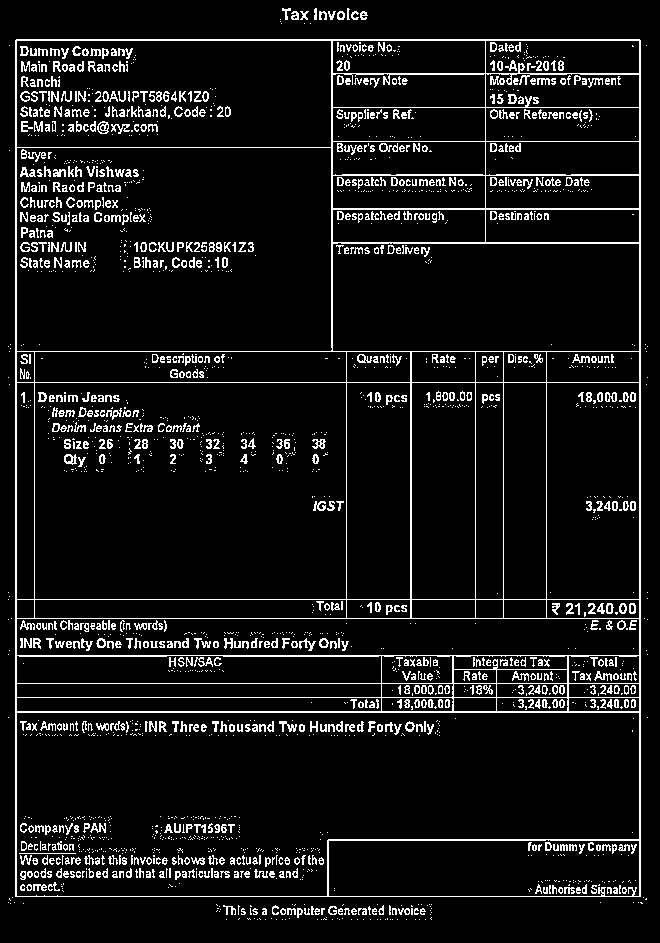 Tax Invoice
Dummy Company
Main Road Ranchi
Ranchi
GSTIN/UIN: 20AUIPT5864K1Z0
State Name : Jharkhand, Code : 20
E-Mail : abcd@xyz.com
Invoice No.
20
Dated
10-Apr-2018
Delivery Note
Mode/Terms of Payment
15 Days
Supplier's Ref.
Other Reference(s)
Buyer
Aashankh Vishwas
Main Raod Patna
Church Complex
Near Sujata Complex
Patna
GSTIN/UIN : 10CKUPK2589K1Z3
State Name : Bihar, Code : 10
Buyer's Order No.
Dated
Despatch Document No.
Delivery Note Date
Despatched through
Destination
Terms of Delivery
Sl No. Description of Goods Quantity Rate per Disc. % Amount
1 Denim Jeans 10 pcs 1,800.00 pcs 18,000.00
Item Description
Denim Jeans Extra Comfart
Size 26 28 30 32 34 36 38
Qty 0 1 2 3 4 0 0
IGST 3,240.00
Total 10 pcs ₹ 21,240.00
Amount Chargeable (in words) E. & O.E
INR Twenty One Thousand Two Hundred Forty Only
HSN/SAC Taxable Value Integrated Tax Rate Amount Total Tax Amount
18,000.00 18% 3,240.00 3,240.00
Total 18,000.00 3,240.00 3,240.00
Tax Amount (in words) : INR Three Thousand Two Hundred Forty Only
Company's PAN : AUIPT1596T
Declaration
We declare that this invoice shows the actual price of the
goods described and that all particulars are true and
correct.
for Dummy Company
Authorised Signatory
This is a Computer Generated Invoice